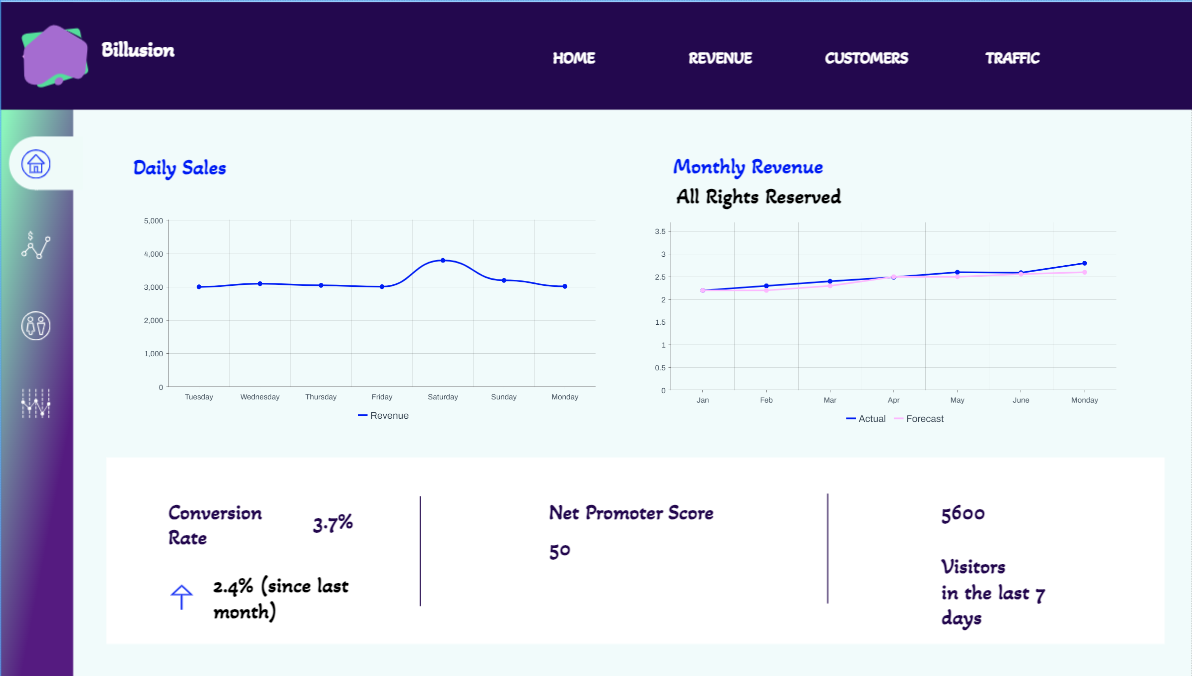 Billusion
HOME REVENUE CUSTOMERS TRAFFIC
$
Daily Sales
5,000
4,000
3,000
2,000
1,000
0
Tuesday Wednesday Thursday Friday Saturday Sunday Monday
Revenue
Monthly Revenue
All Rights Reserved
3.5
3
2.5
2
1.5
1
0.5
0
Jan Feb Mar Apr May June Monday
Actual Forecast
Conversion
Rate
3.7%
2.4% (since last
month)
Net Promoter Score
50
5600
Visitors
in the last 7
days